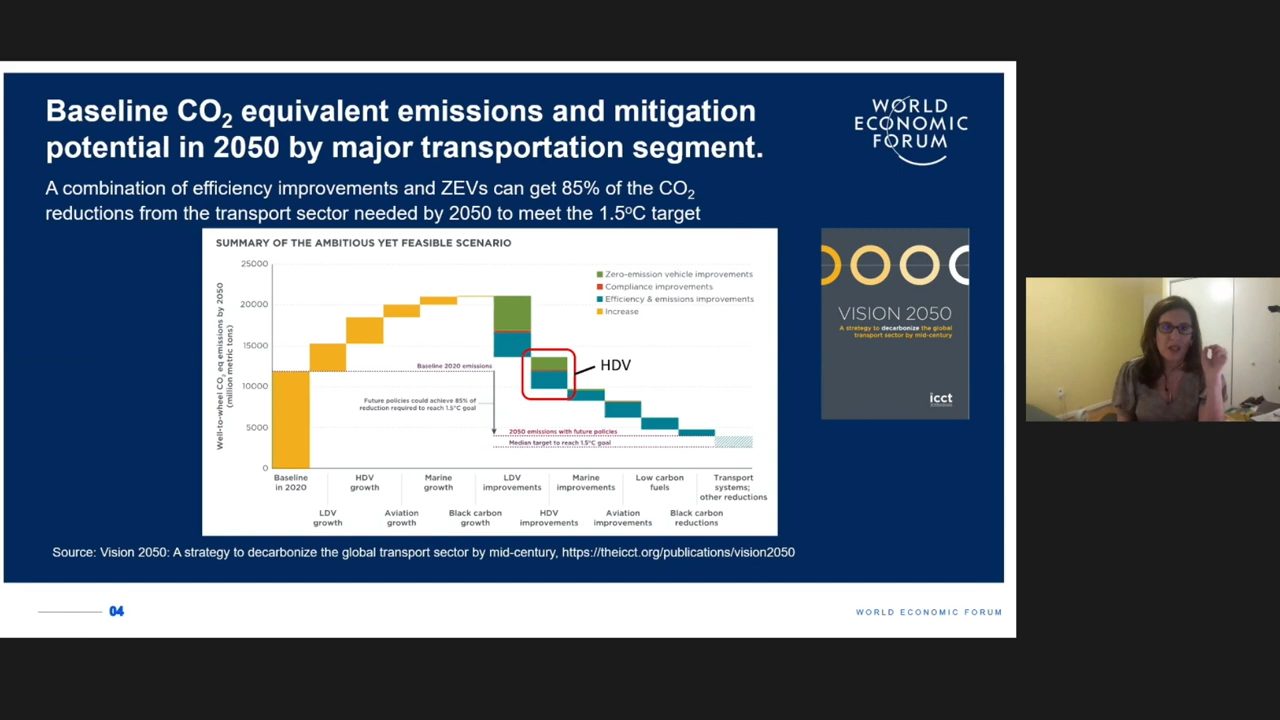 Baseline CO2 equivalent emissions and mitigation
potential in 2050 by major transportation segment.
WORLD
ECONOMIC
FORUM
A combination of efficiency improvements and ZEVs can get 85% of the CO2
reductions from the transport sector needed by 2050 to meet the 1.5ºC target
SUMMARY OF THE AMBITIOUS YET FEASIBLE SCENARIO
Well-to-wheel CO2 eq emissions by 2050
(million metric tons)
25000
20000
15000
10000
5000
0
Zero-emission vehicle improvements
Compliance improvements
Efficiency & emissions improvements
Increase
Baseline 2020 emissions
HDV
Future policies could achieve 85% of
reduction required to reach 1.5°C goal
2050 emissions with future policies
Median target to reach 1.5°C goal
Baseline
in 2020
LDV
growth
HDV
growth
Aviation
growth
Marine
growth
Black carbon
growth
LDV
improvements
HDV
improvements
Marine
improvements
Aviation
improvements
Low carbon
fuels
Black carbon
reductions
Transport
systems;
other reductions
VISION 2050
A strategy to decarbonize the global
transport sector by mid-century
icct
Source: Vision 2050: A strategy to decarbonize the global transport sector by mid-century, https://theicct.org/publications/vision2050
04
WORLD ECONOMIC FORUM